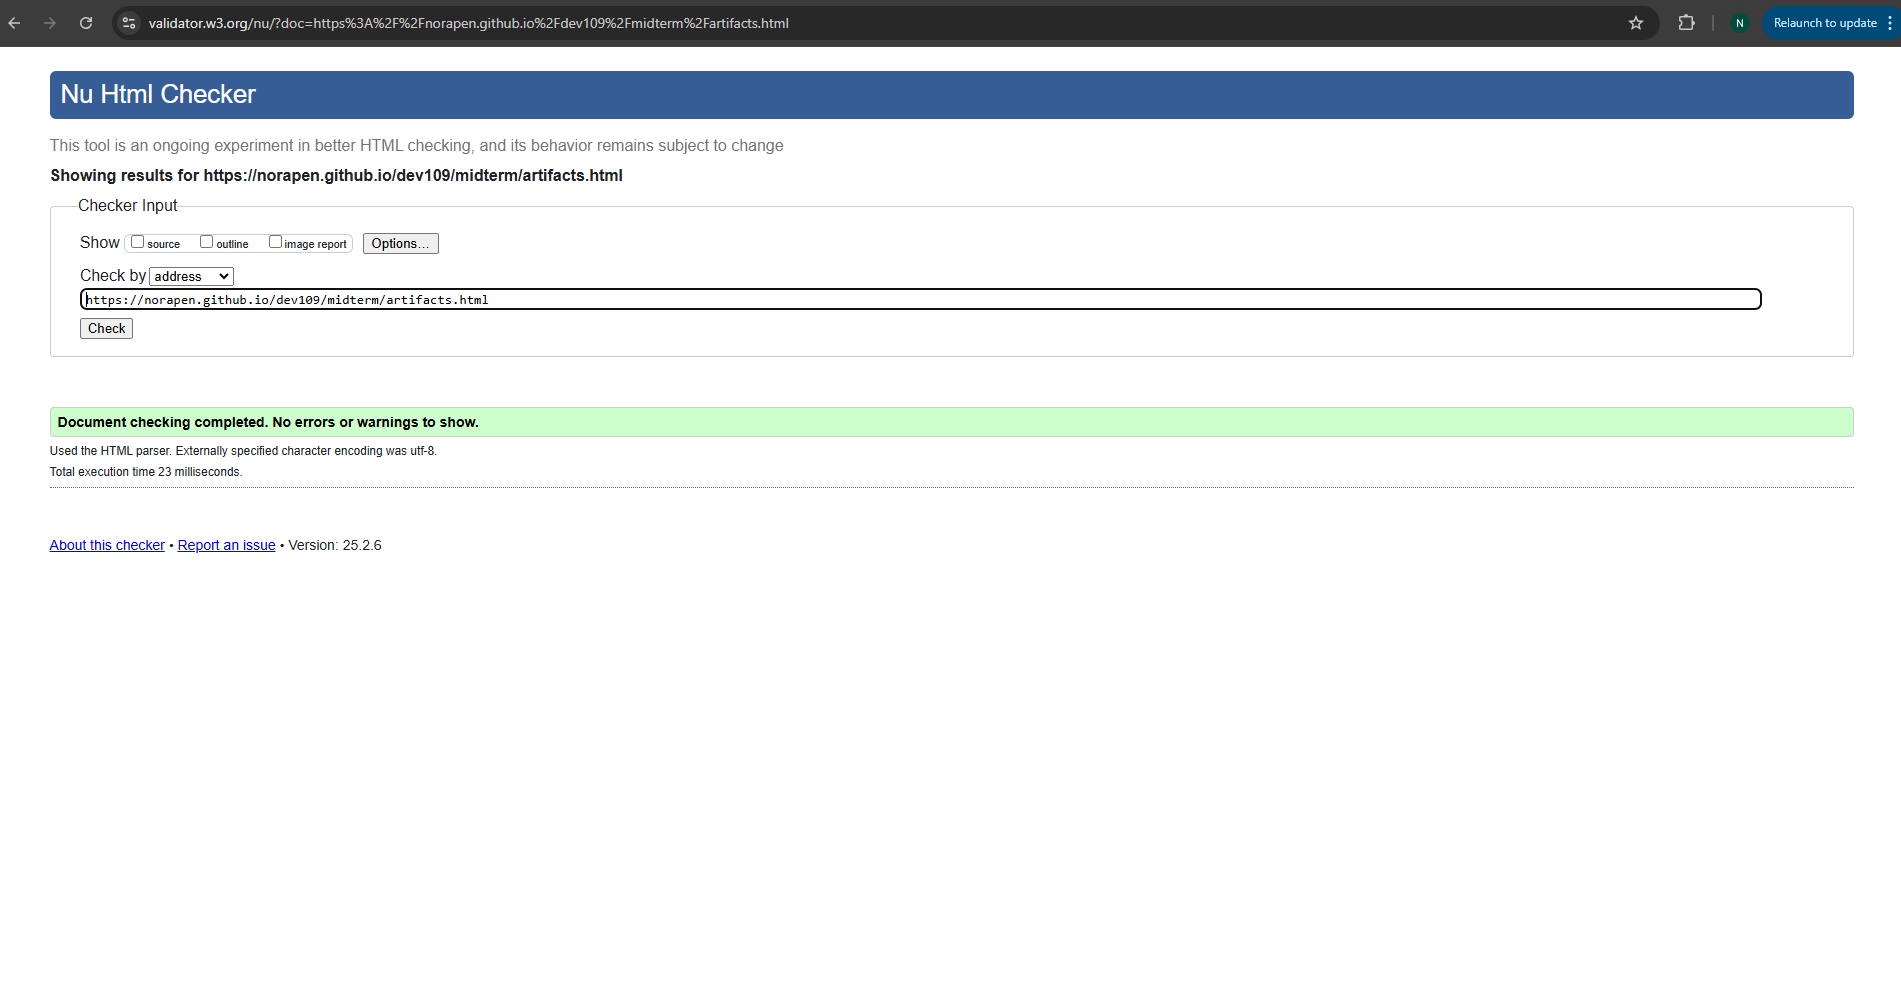 validator.w3.org/nu/?doc=https%3A%2F%2Fnorapen.github.io%2Fdev109%2Fmidterm%2Fartifacts.html
N
Relaunch to update
Nu Html Checker
This tool is an ongoing experiment in better HTML checking, and its behavior remains subject to change
Showing results for https://norapen.github.io/dev109/midterm/artifacts.html
Checker Input
Show source outline image report Options...
Check by address
https://norapen.github.io/dev109/midterm/artifacts.html
Check
Document checking completed. No errors or warnings to show.
Used the HTML parser. Externally specified character encoding was utf-8.
Total execution time 23 milliseconds.
About this checker • Report an issue • Version: 25.2.6